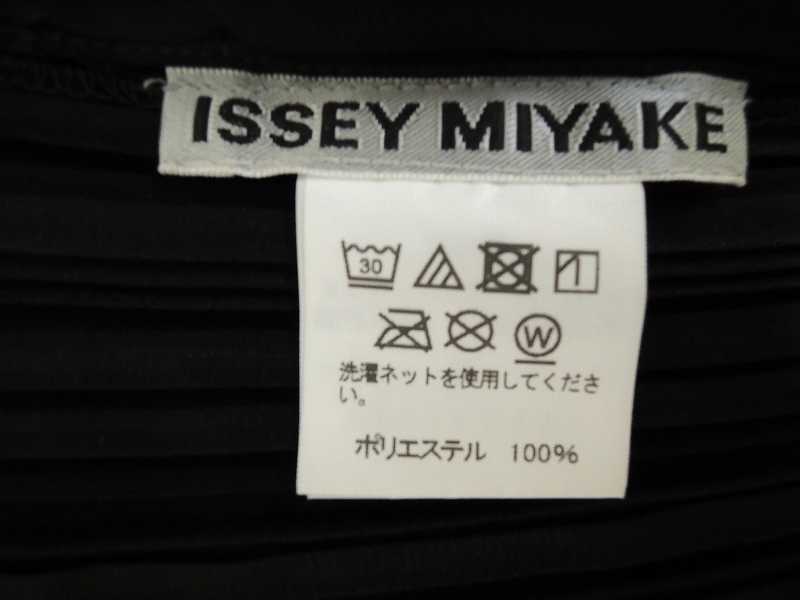 ISSEY MIYAKE
30
W
洗濯ネットを使用してくださ
い。
ポリエステル 100%